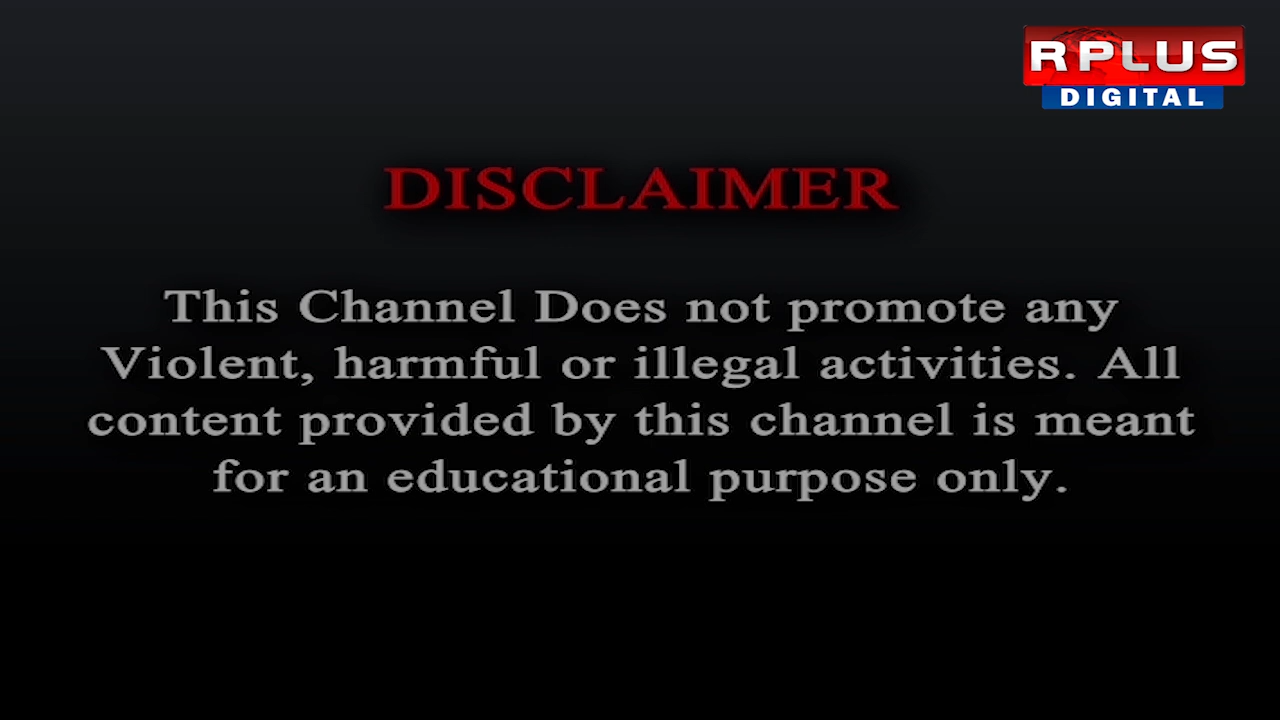 RPLUS
DIGITAL
DISCLAIMER
This Channel Does not promote any
Violent, harmful or illegal activities. All
content provided by this channel is meant
for an educational purpose only.